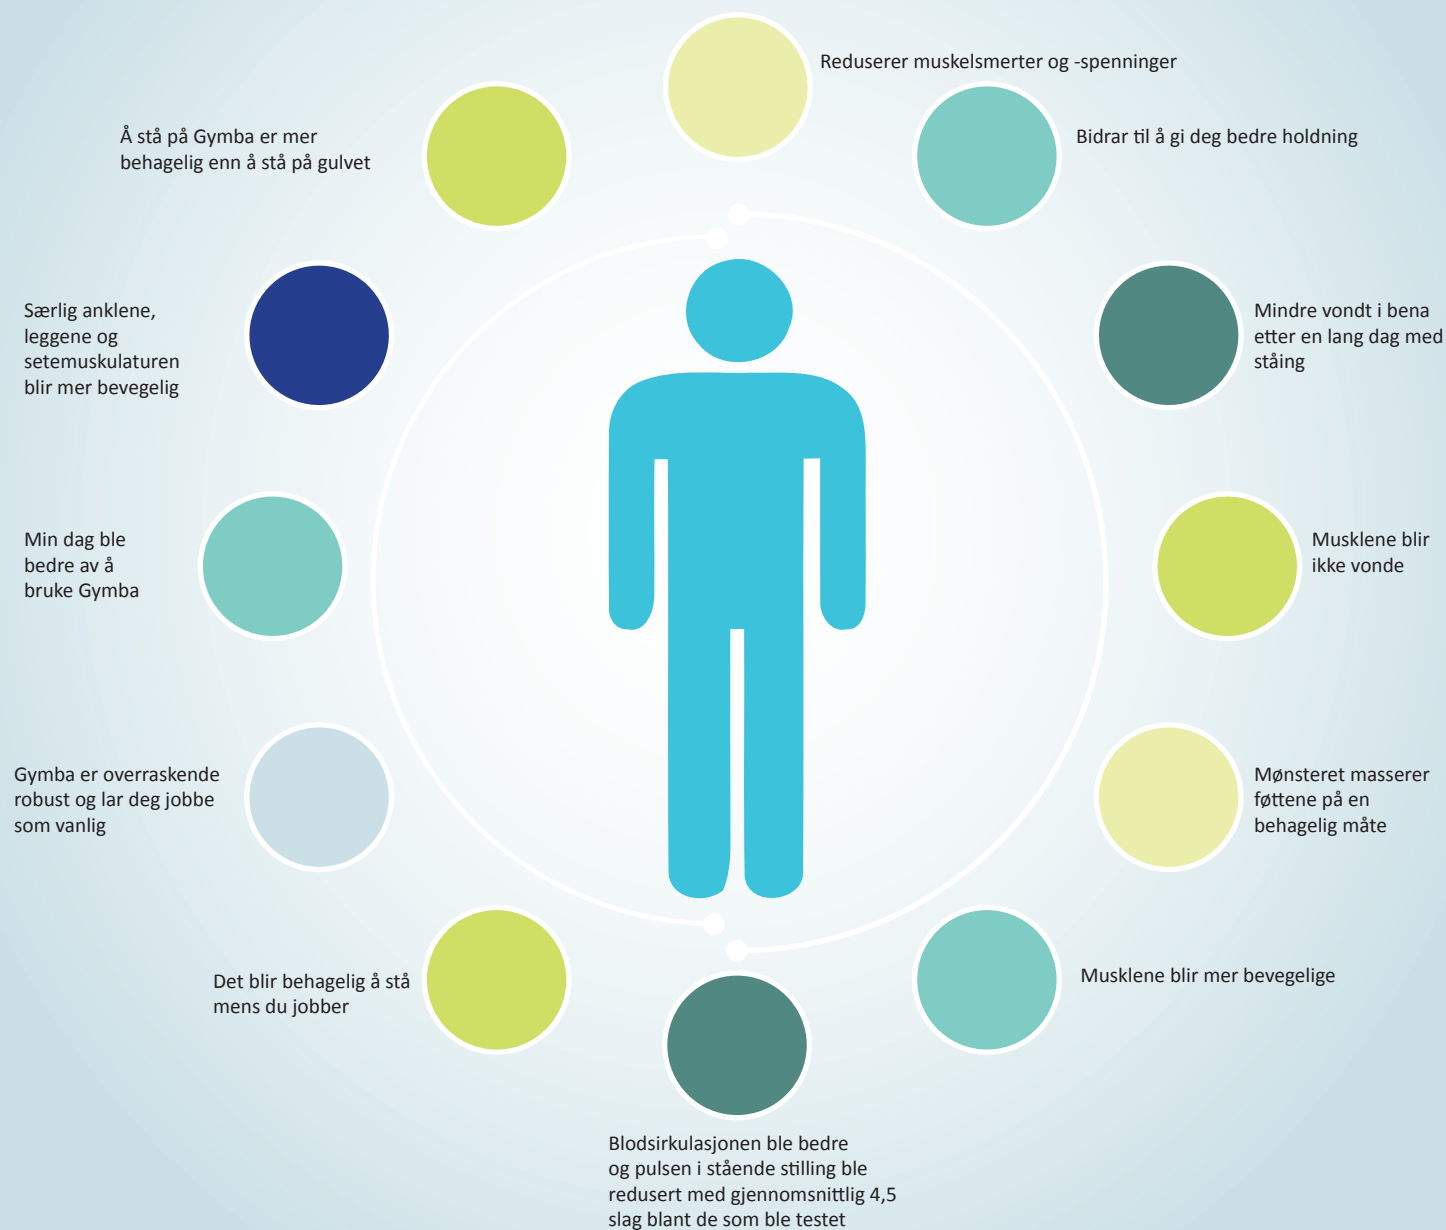 Reduserer muskelsmerter og -spenninger
Bidrar til å gi deg bedre holdning
Mindre vondt i bena
etter en lang dag med
ståing
Musklene blir
ikke vonde
Mønsteret masserer
føttene på en
behagelig måte
Musklene blir mer bevegelige
Blodsirkulasjonen ble bedre
og pulsen i stående stilling ble
redusert med gjennomsnittlig 4,5
slag blant de som ble testet
Det blir behagelig å stå
mens du jobber
Gymba er overraskende
robust og lar deg jobbe
som vanlig
Min dag ble
bedre av å
bruke Gymba
Særlig anklene,
leggene og
setemuskulaturen
blir mer bevegelig
Å stå på Gymba er mer
behagelig enn å stå på gulvet